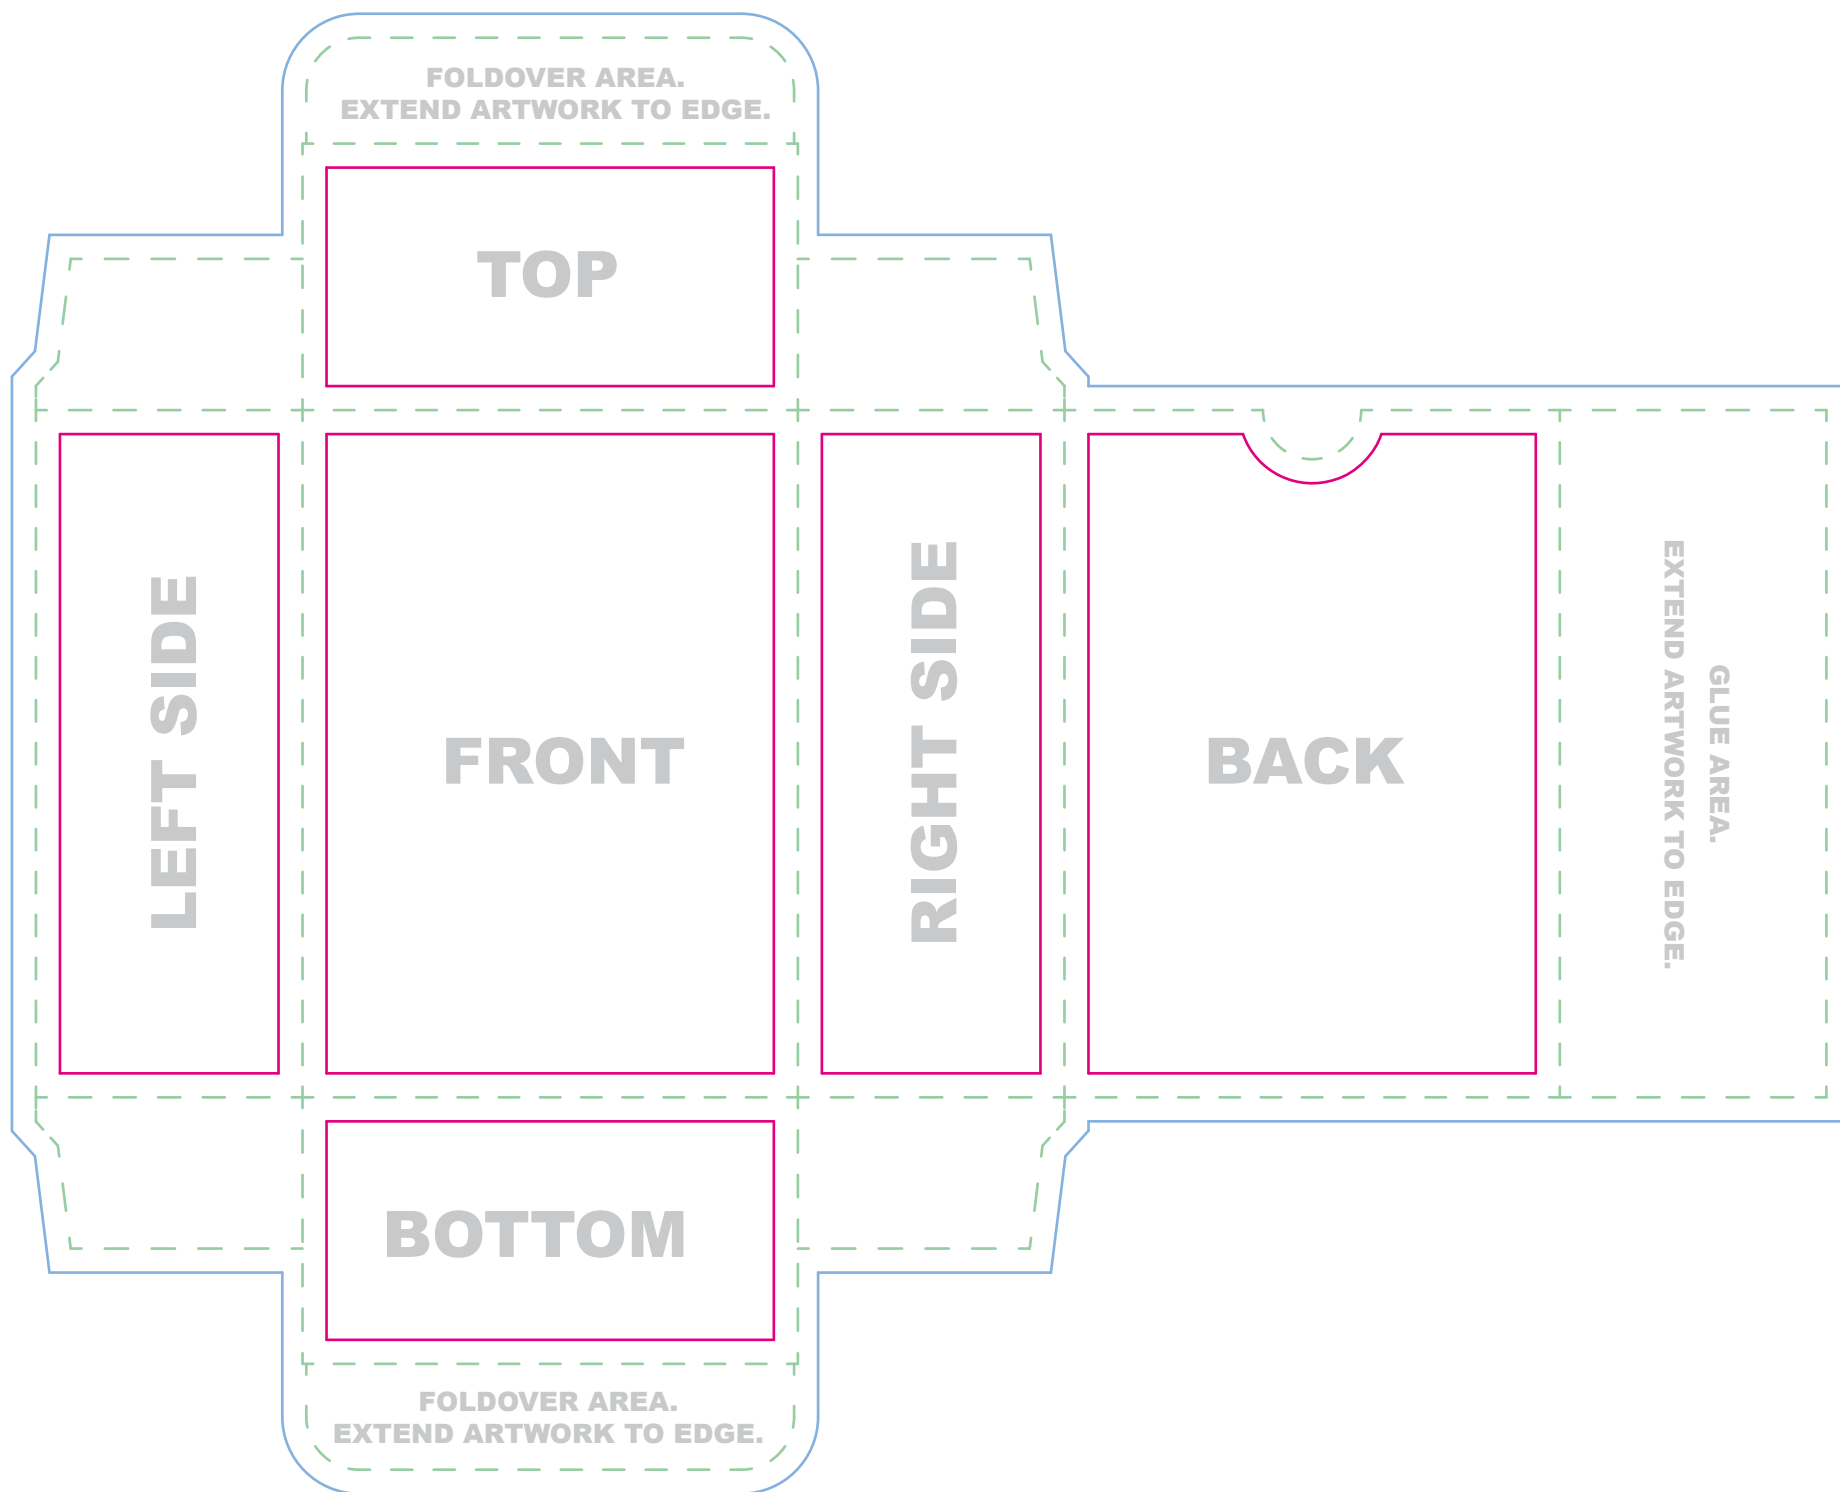 FOLDOVER AREA.
EXTEND ARTWORK TO EDGE.
TOP
LEFT SIDE
FRONT
RIGHT SIDE
BACK
GLUE AREA.
EXTEND ARTWORK TO EDGE.
BOTTOM
FOLDOVER AREA.
EXTEND ARTWORK TO EDGE.